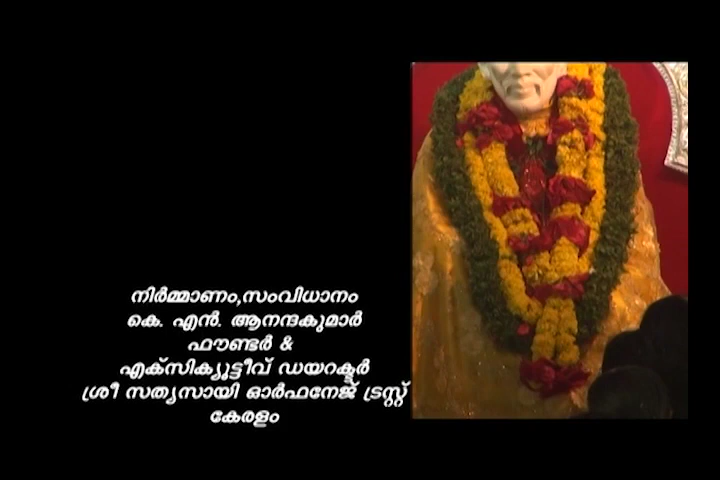 നിർമ്മാണം,സംവിധാനം
കെ. എൻ. ആനന്ദകുമാർ
ഫൗണ്ടർ &
എക്സിക്യൂട്ടീവ് ഡയറക്ടർ
ശ്രീ സത്യസായി ഓർഫനേജ് ട്രസ്റ്റ്
കേരളം